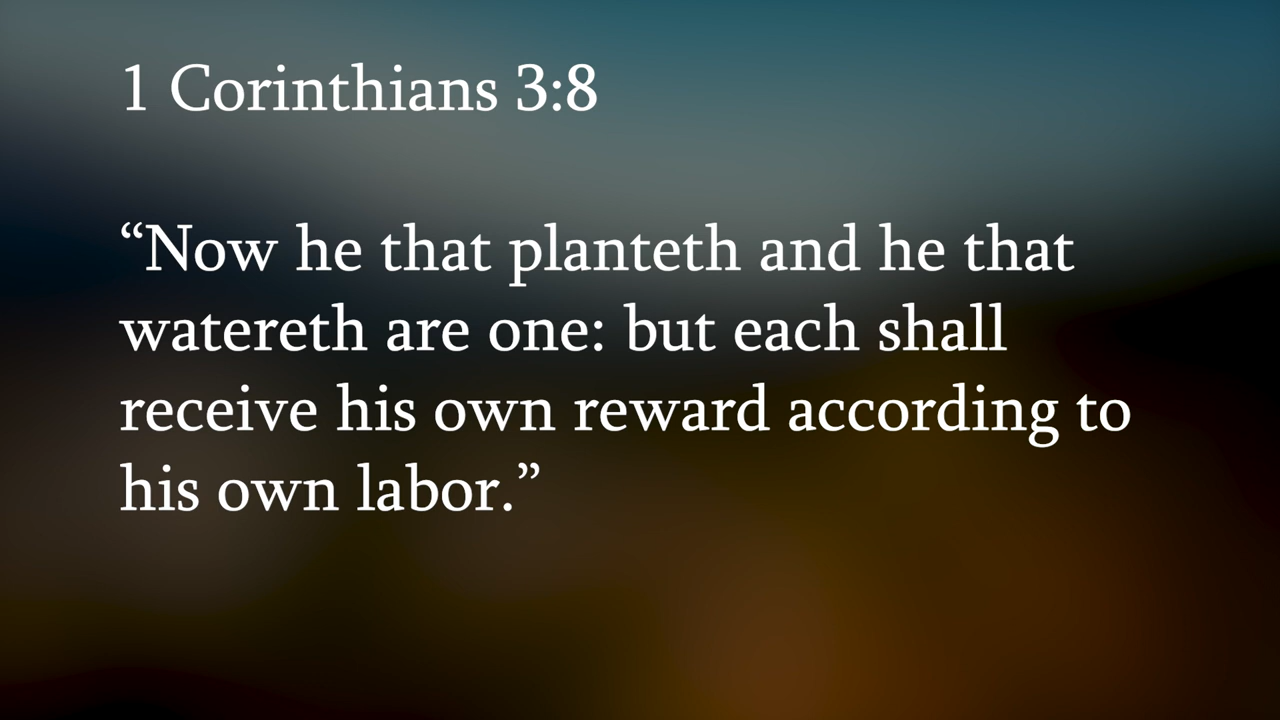 1 Corinthians 3:8
“Now he that planteth and he that
watereth are one: but each shall
receive his own reward according to
his own labor.”